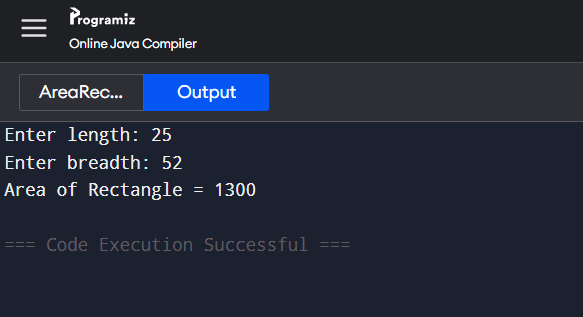 Programiz
Online Java Compiler
AreaRec... Output
Enter length: 25
Enter breadth: 52
Area of Rectangle = 1300
=== Code Execution Successful ===